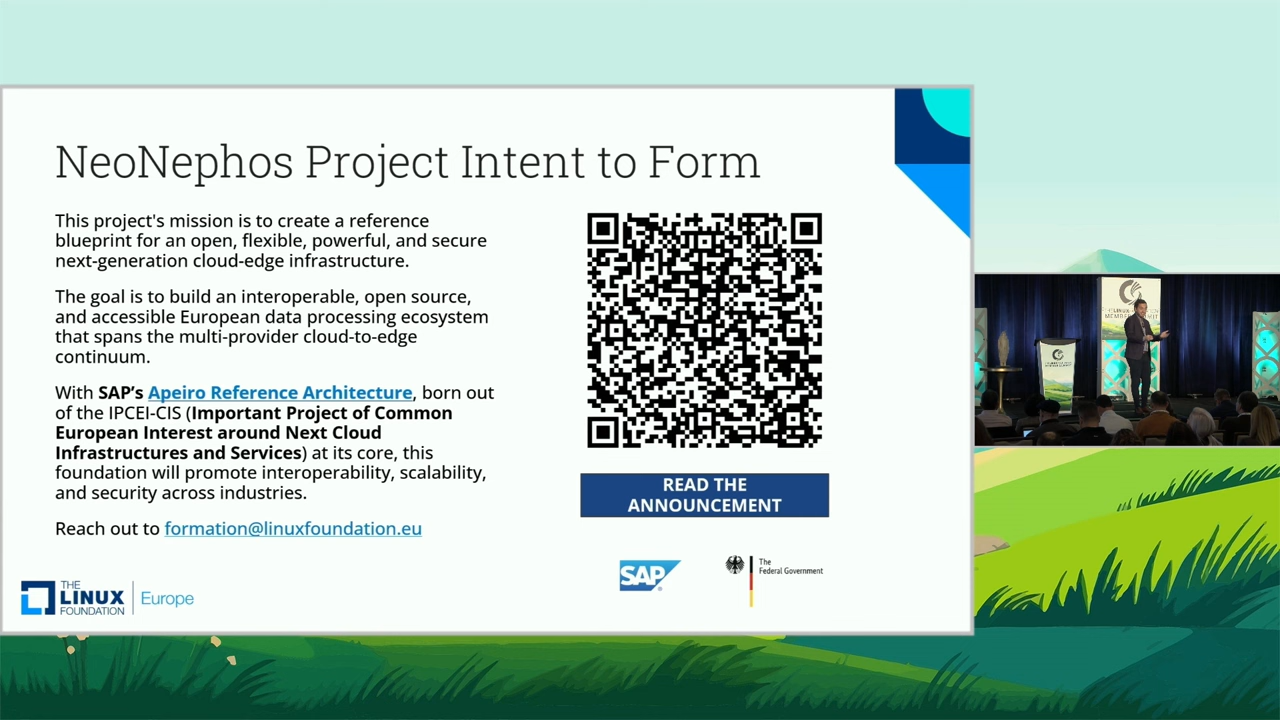 NeoNephos Project Intent to Form
This project's mission is to create a reference
blueprint for an open, flexible, powerful, and secure
next-generation cloud-edge infrastructure.
The goal is to build an interoperable, open source,
and accessible European data processing ecosystem
that spans the multi-provider cloud-to-edge
continuum.
With SAP’s Apeiro Reference Architecture, born out
of the IPCEI-CIS (Important Project of Common
European Interest around Next Cloud
Infrastructures and Services) at its core, this
foundation will promote interoperability, scalability,
and security across industries.
Reach out to formation@linuxfoundation.eu
READ THE
ANNOUNCEMENT
SAP
The
Federal Government
THE
LINUX
FOUNDATION
Europe